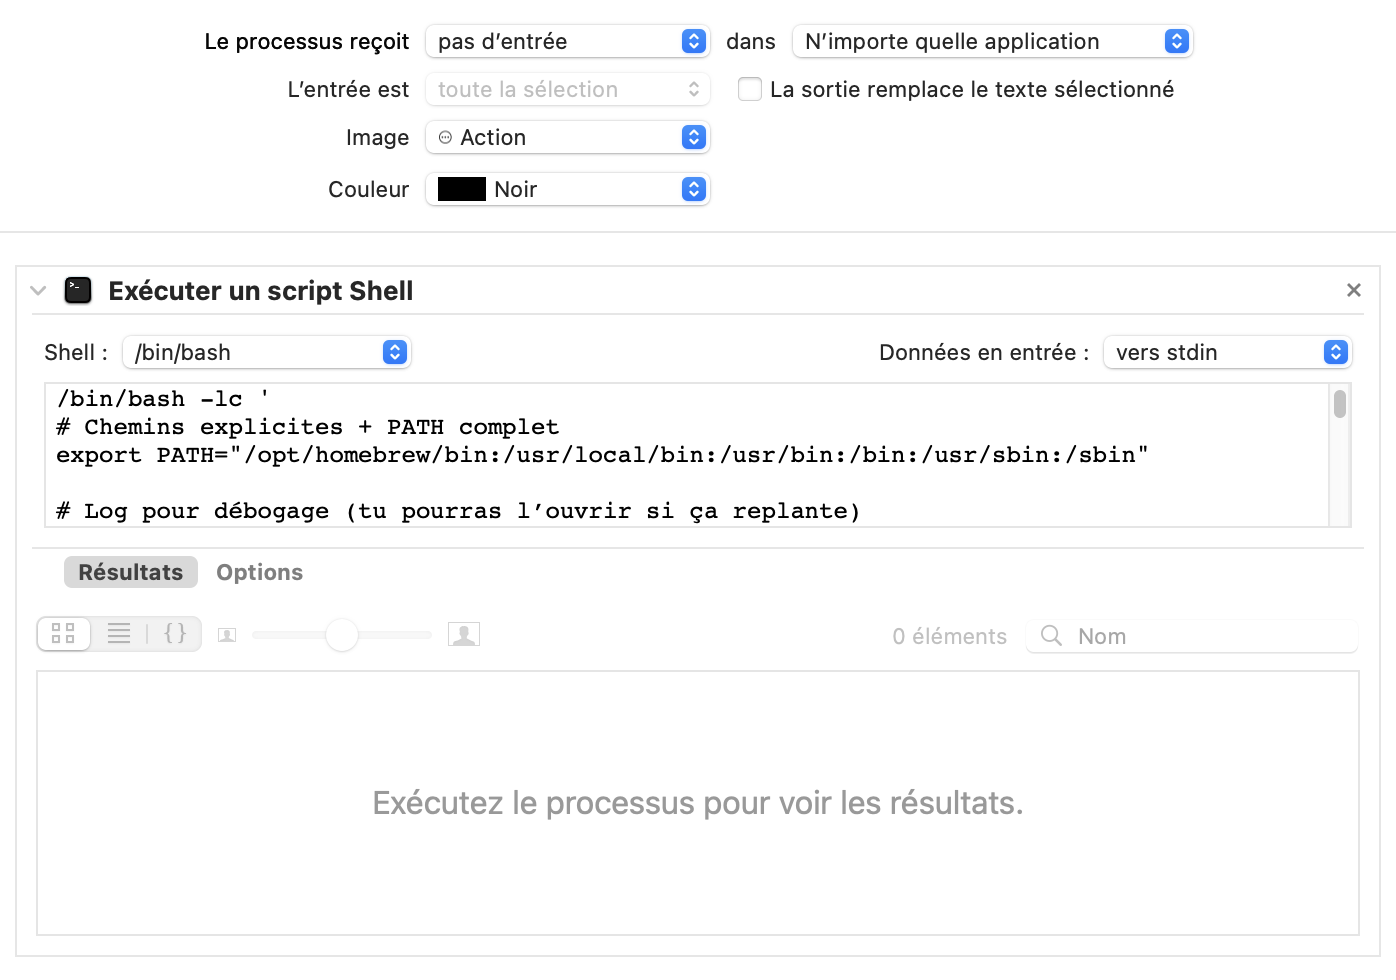 Le processus reçoit pas d’entrée dans N’importe quelle application
L’entrée est toute la sélection La sortie remplace le texte sélectionné
Image Action
Couleur Noir
Exécuter un script Shell
Shell : /bin/bash Données en entrée : vers stdin
/bin/bash -lc '
# Chemins explicites + PATH complet
export PATH="/opt/homebrew/bin:/usr/local/bin:/usr/bin:/bin:/usr/sbin:/sbin"
# Log pour débogage (tu pourras l’ouvrir si ça replante)
Résultats Options
0 éléments Nom
Exécutez le processus pour voir les résultats.